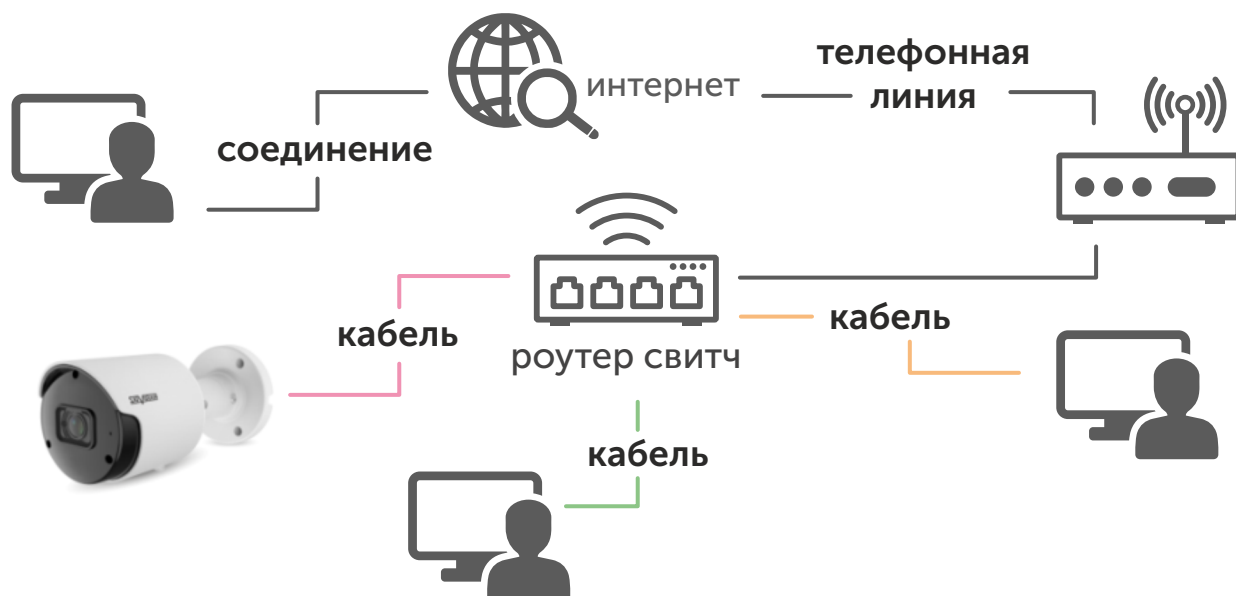 телефонная
линия
интернет
соединение
кабель
кабель
роутер свитч
кабель